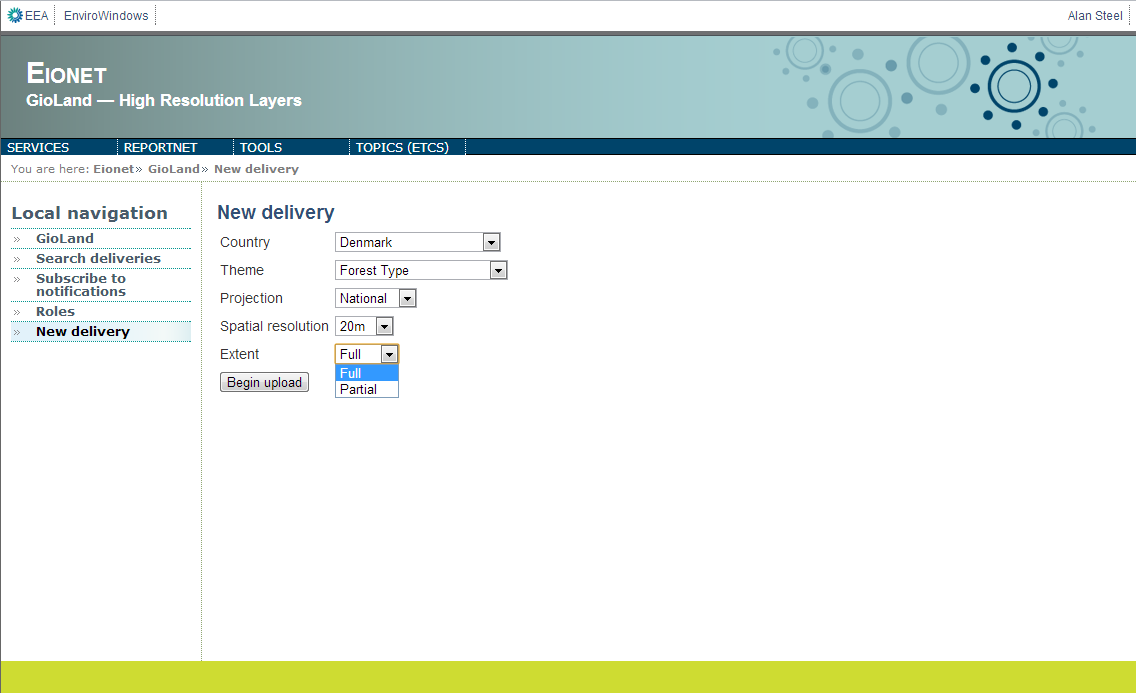 EEA EnviroWindows Alan Steel
EIONET
GioLand — High Resolution Layers
SERVICES REPORTNET TOOLS TOPICS (ETCS)
You are here: Eionet» GioLand» New delivery
Local navigation
» GioLand
» Search deliveries
» Subscribe to
notifications
» Roles
» New delivery
New delivery
Country Denmark
Theme Forest Type
Projection National
Spatial resolution 20m
Extent Full
Full
Partial
Begin upload